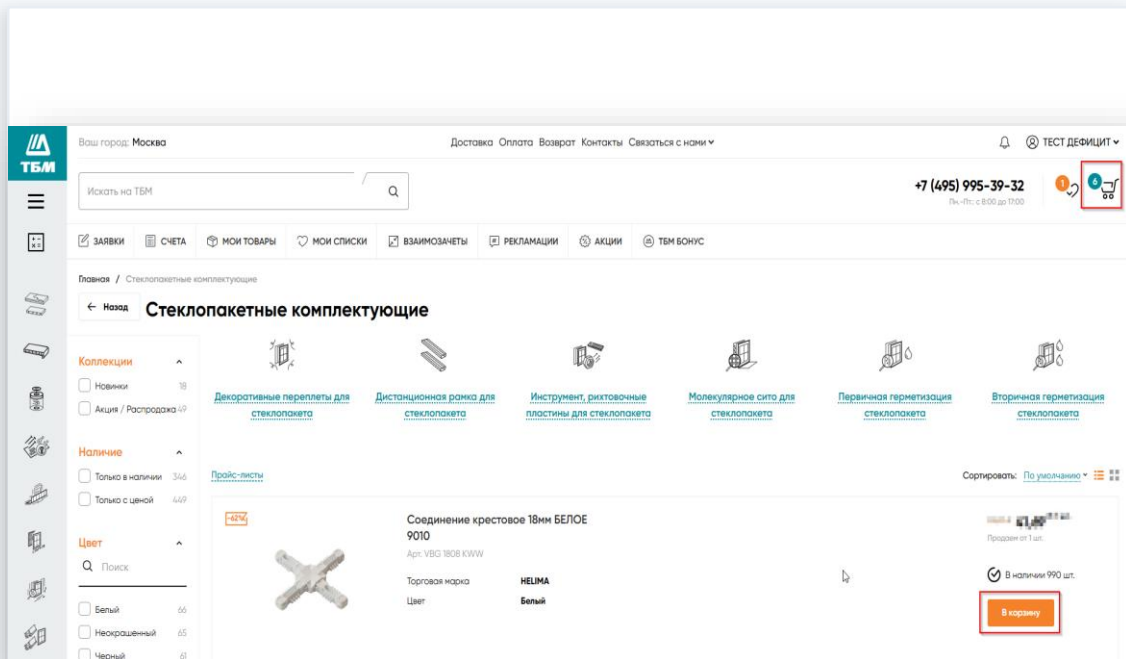 ТБМ
Ваш город: Москва
Доставка Оплата Возврат Контакты Связаться с нами
ТЕСТ ДЕФИЦИТ
Искать на ТБМ
+7 (495) 995-39-32
Пн.-Пт.: с 8:00 до 17:00
1
6
ЗАЯВКИ СЧЕТА МОИ ТОВАРЫ МОИ СПИСКИ ВЗАИМОЗАЧЕТЫ РЕКЛАМАЦИИ АКЦИИ ТБМ БОНУС
Главная / Стеклопакетные комплектующие
← Назад
Стеклопакетные комплектующие
Коллекции
Новинки 18
Акция / Распродажа 49
Наличие
Только в наличии 346
Только с ценой 449
Цвет
Поиск
Белый 66
Неокрашенный 65
Черный 61
Декоративные переплеты для
стеклопакета
Дистанционная рамка для
стеклопакета
Инструмент, рихтовочные
пластины для стеклопакета
Молекулярное сито для
стеклопакета
Первичная герметизация
стеклопакета
Вторичная герметизация
стеклопакета
Прайс-листы
Сортировать: По умолчанию
-62%
Соединение крестовое 18мм БЕЛОЕ
9010
Арт. VBG 1808 KWW
Торговая марка HELIMA
Цвет Белый
Продаем от 1 шт.
В наличии 990 шт.
В корзину